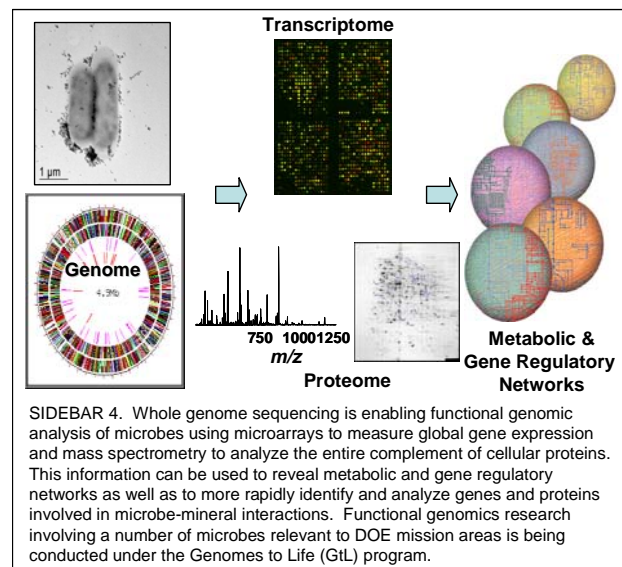 Transcriptome
1 µm
Genome
4.9Mb
750 1000 1250
m/z
Proteome
Metabolic &
Gene Regulatory
Networks
SIDEBAR 4. Whole genome sequencing is enabling functional genomic
analysis of microbes using microarrays to measure global gene expression
and mass spectrometry to analyze the entire complement of cellular proteins.
This information can be used to reveal metabolic and gene regulatory
networks as well as to more rapidly identify and analyze genes and proteins
involved in microbe-mineral interactions. Functional genomics research
involving a number of microbes relevant to DOE mission areas is being
conducted under the Genomes to Life (GtL) program.